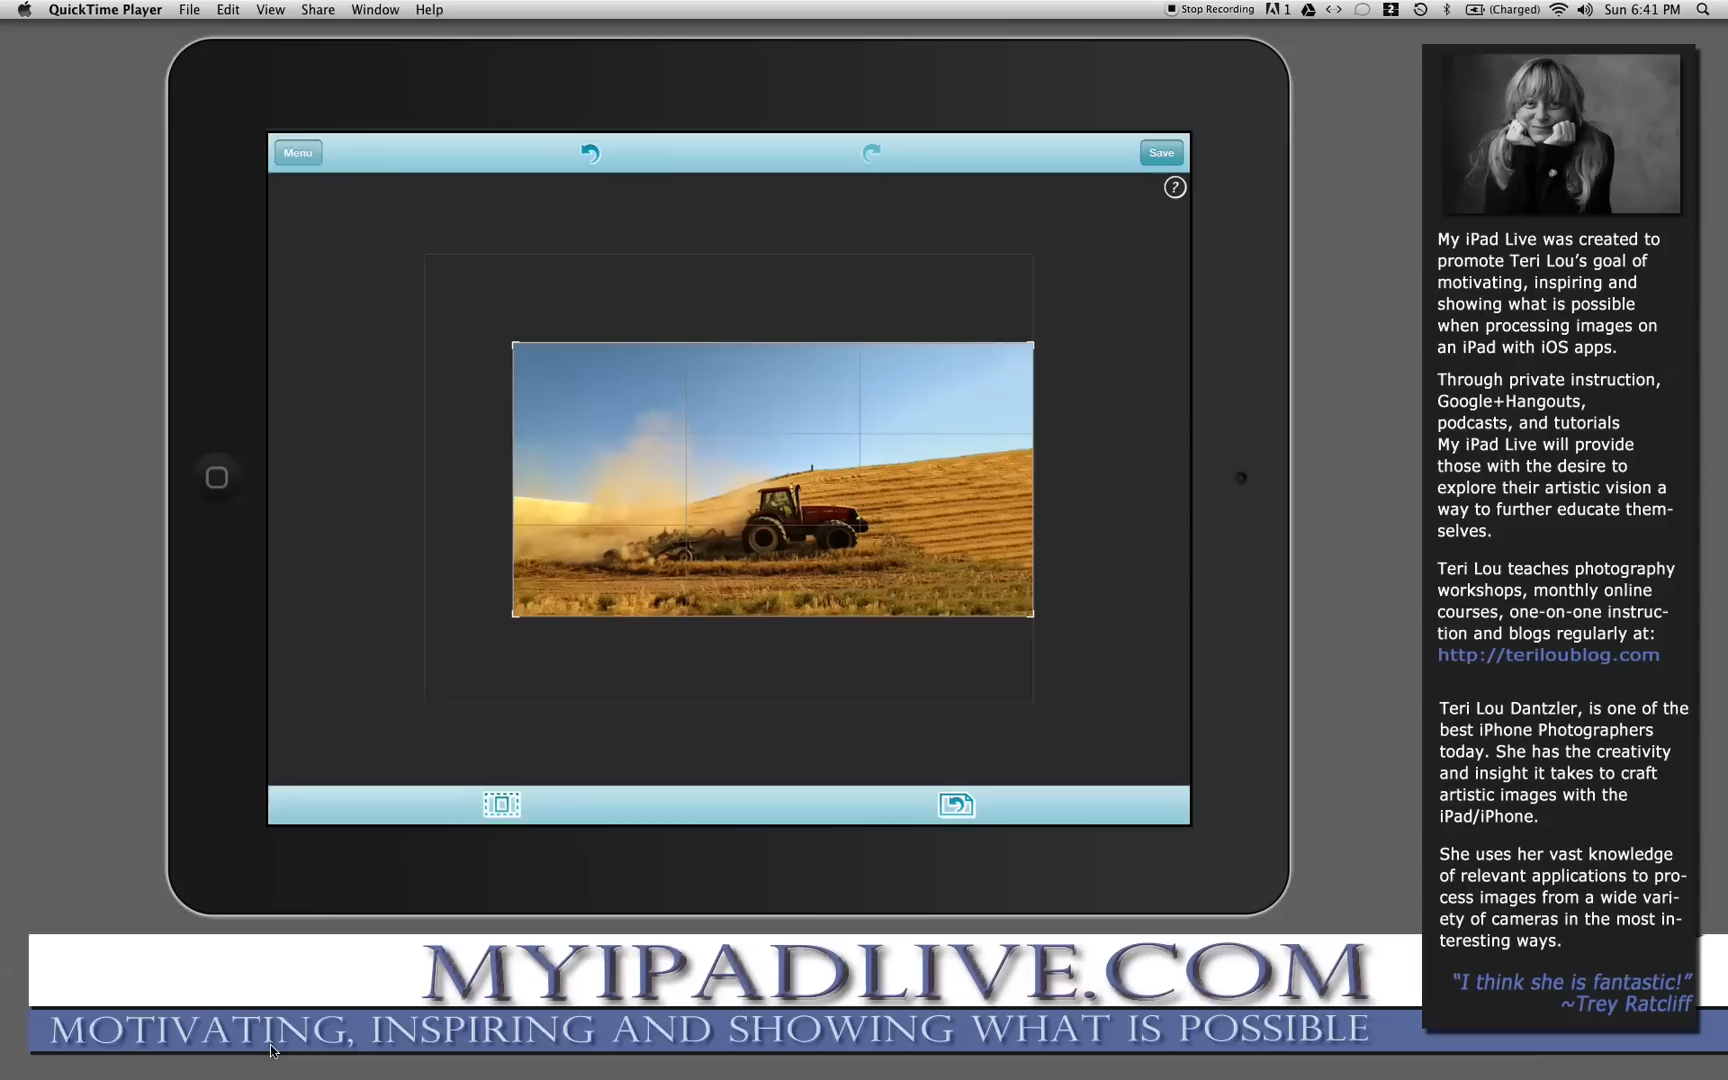 QuickTime Player File Edit View Share Window Help Stop Recording 1 2 (Charged) Sun 6:41 PM
Menu Save
?
My iPad Live was created to
promote Teri Lou's goal of
motivating, inspiring and
showing what is possible
when processing images on
an iPad with iOS apps.
Through private instruction,
Google+Hangouts,
podcasts, and tutorials
My iPad Live will provide
those with the desire to
explore their artistic vision a
way to further educate them-
selves.
Teri Lou teaches photography
workshops, monthly online
courses, one-on-one instruc-
tion and blogs regularly at:
http://teriloublog.com
Teri Lou Dantzler, is one of the
best iPhone Photographers
today. She has the creativity
and insight it takes to craft
artistic images with the
iPad/iPhone.
She uses her vast knowledge
of relevant applications to pro-
cess images from a wide vari-
ety of cameras in the most in-
teresting ways.
"I think she is fantastic!"
~Trey Ratcliff
MYIPADLIVE.COM
MOTIVATING, INSPIRING AND SHOWING WHAT IS POSSIBLE